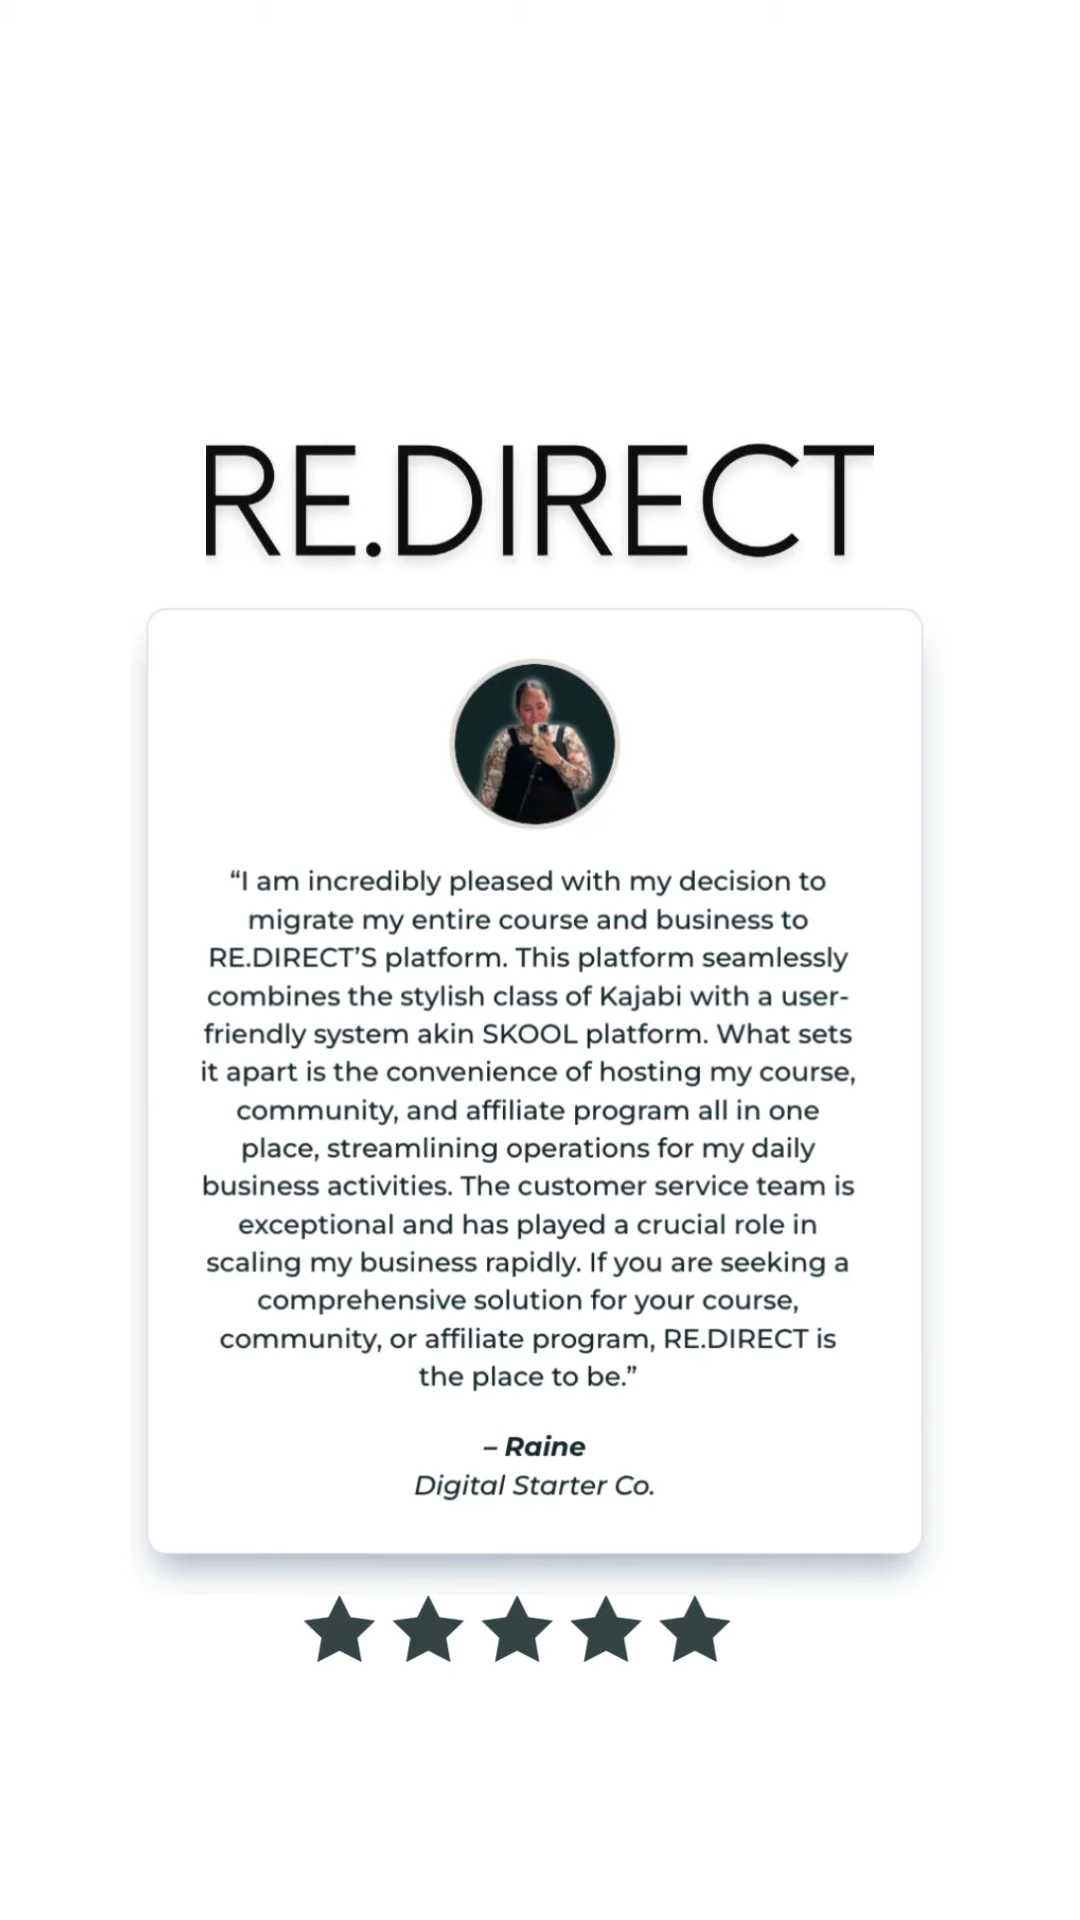 RE.DIRECT
“I am incredibly pleased with my decision to
migrate my entire course and business to
RE.DIRECT’S platform. This platform seamlessly
combines the stylish class of Kajabi with a user-
friendly system akin SKOOL platform. What sets
it apart is the convenience of hosting my course,
community, and affiliate program all in one
place, streamlining operations for my daily
business activities. The customer service team is
exceptional and has played a crucial role in
scaling my business rapidly. If you are seeking a
comprehensive solution for your course,
community, or affiliate program, RE.DIRECT is
the place to be.”
– Raine
Digital Starter Co.